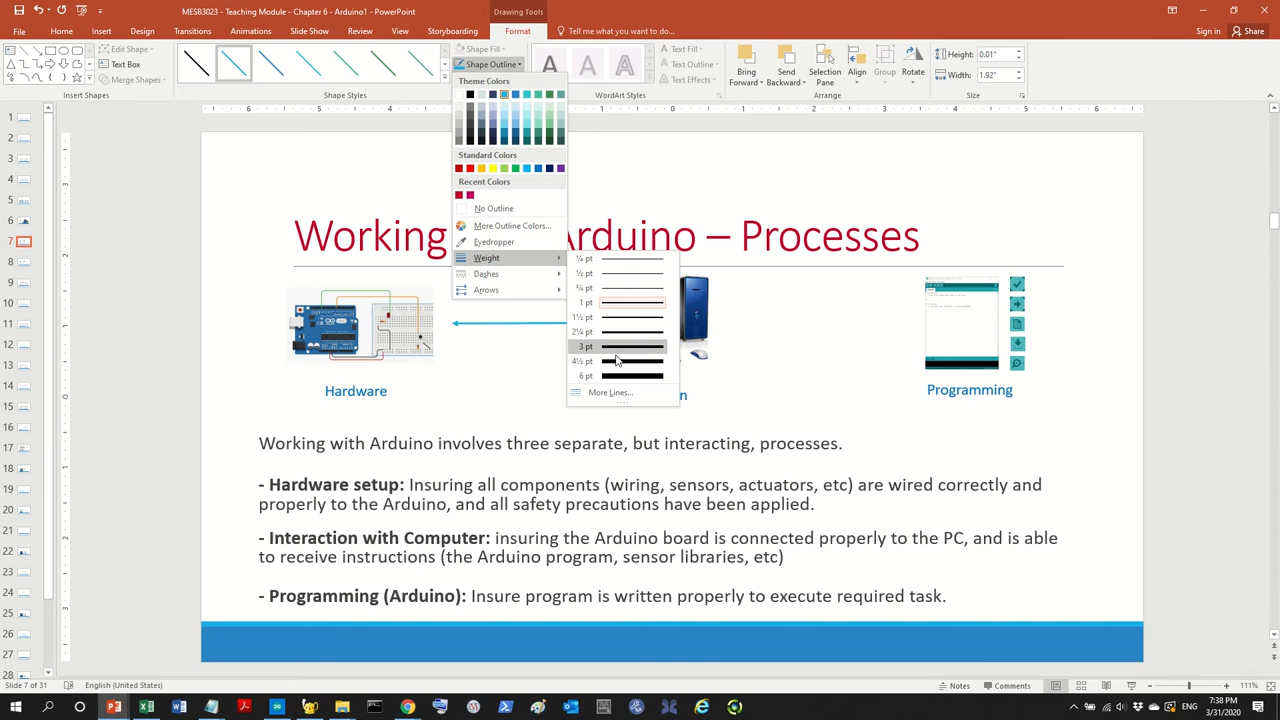 MESB3023 - Teaching Module - Chapter 6 - Arduino1 - PowerPoint
Drawing Tools
File
Home
Insert
Design
Transitions
Animations
Slide Show
Review
View
Storyboarding
Format
Tell me what you want to do...
Sign in
Share
Edit Shape
Text Box
Merge Shapes
Insert Shapes
Shape Styles
Shape Fill
Shape Outline
A
A
A
Text Fill
Text Outline
Text Effects
WordArt Styles
Bring Forward
Send Backward
Selection Pane
Align
Group
Rotate
Arrange
Height: 0.01"
Width: 1.92"
Size
Theme Colors
Standard Colors
Recent Colors
No Outline
More Outline Colors...
Eyedropper
Weight
Dashes
Arrows
¼ pt
½ pt
¾ pt
1 pt
1½ pt
2¼ pt
3 pt
4½ pt
6 pt
More Lines...
Working Arduino – Processes
Hardware
n
Programming
Working with Arduino involves three separate, but interacting, processes.
- Hardware setup: Insuring all components (wiring, sensors, actuators, etc) are wired correctly and
properly to the Arduino, and all safety precautions have been applied.
- Interaction with Computer: insuring the Arduino board is connected properly to the PC, and is able
to receive instructions (the Arduino program, sensor libraries, etc)
- Programming (Arduino): Insure program is written properly to execute required task.
Slide 7 of 31
English (United States)
Notes
Comments
111%
7:38 PM
3/31/2020